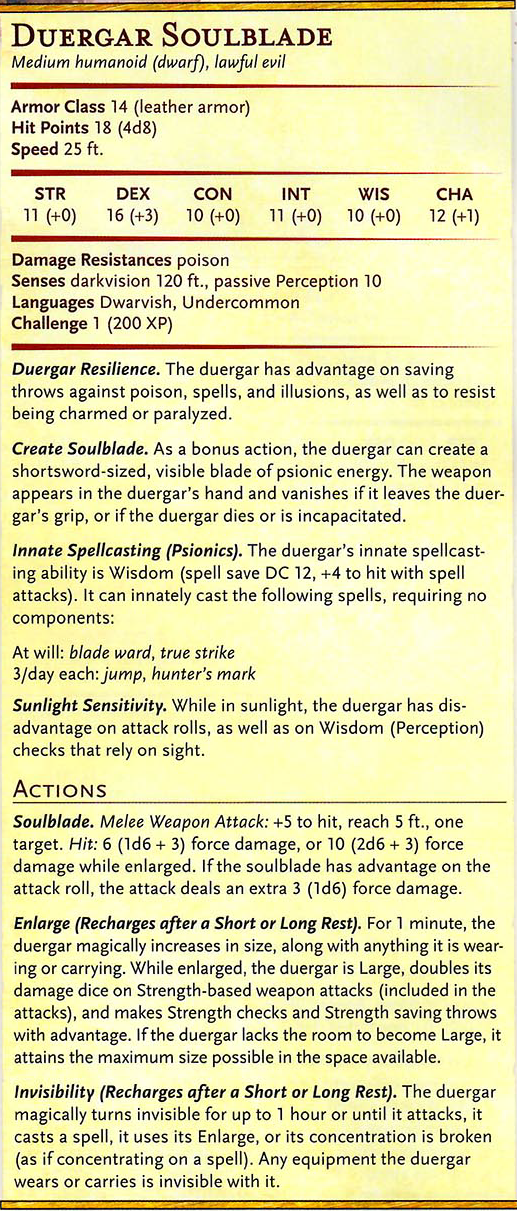 Duergar Soulblade
Medium humanoid (dwarf), lawful evil
Armor Class 14 (leather armor)
Hit Points 18 (4d8)
Speed 25 ft.
STR DEX CON INT WIS CHA
11 (+0) 16 (+3) 10 (+0) 11 (+0) 10 (+0) 12 (+1)
Damage Resistances poison
Senses darkvision 120 ft., passive Perception 10
Languages Dwarvish, Undercommon
Challenge 1 (200 XP)
Duergar Resilience. The duergar has advantage on saving
throws against poison, spells, and illusions, as well as to resist
being charmed or paralyzed.
Create Soulblade. As a bonus action, the duergar can create a
shortsword-sized, visible blade of psionic energy. The weapon
appears in the duergar's hand and vanishes if it leaves the duer-
gar's grip, or if the duergar dies or is incapacitated.
Innate Spellcasting (Psionics). The duergar's innate spellcast-
ing ability is Wisdom (spell save DC 12, +4 to hit with spell
attacks). It can innately cast the following spells, requiring no
components:
At will: blade ward, true strike
3/day each: jump, hunter's mark
Sunlight Sensitivity. While in sunlight, the duergar has dis-
advantage on attack rolls, as well as on Wisdom (Perception)
checks that rely on sight.
Actions
Soulblade. Melee Weapon Attack: +5 to hit, reach 5 ft., one
target. Hit: 6 (1d6 + 3) force damage, or 10 (2d6 + 3) force
damage while enlarged. If the soulblade has advantage on the
attack roll, the attack deals an extra 3 (1d6) force damage.
Enlarge (Recharges after a Short or Long Rest). For 1 minute, the
duergar magically increases in size, along with anything it is wear-
ing or carrying. While enlarged, the duergar is Large, doubles its
damage dice on Strength-based weapon attacks (included in the
attacks), and makes Strength checks and Strength saving throws
with advantage. If the duergar lacks the room to become Large, it
attains the maximum size possible in the space available.
Invisibility (Recharges after a Short or Long Rest). The duergar
magically turns invisible for up to 1 hour or until it attacks, it
casts a spell, it uses its Enlarge, or its concentration is broken
(as if concentrating on a spell). Any equipment the duergar
wears or carries is invisible with it.